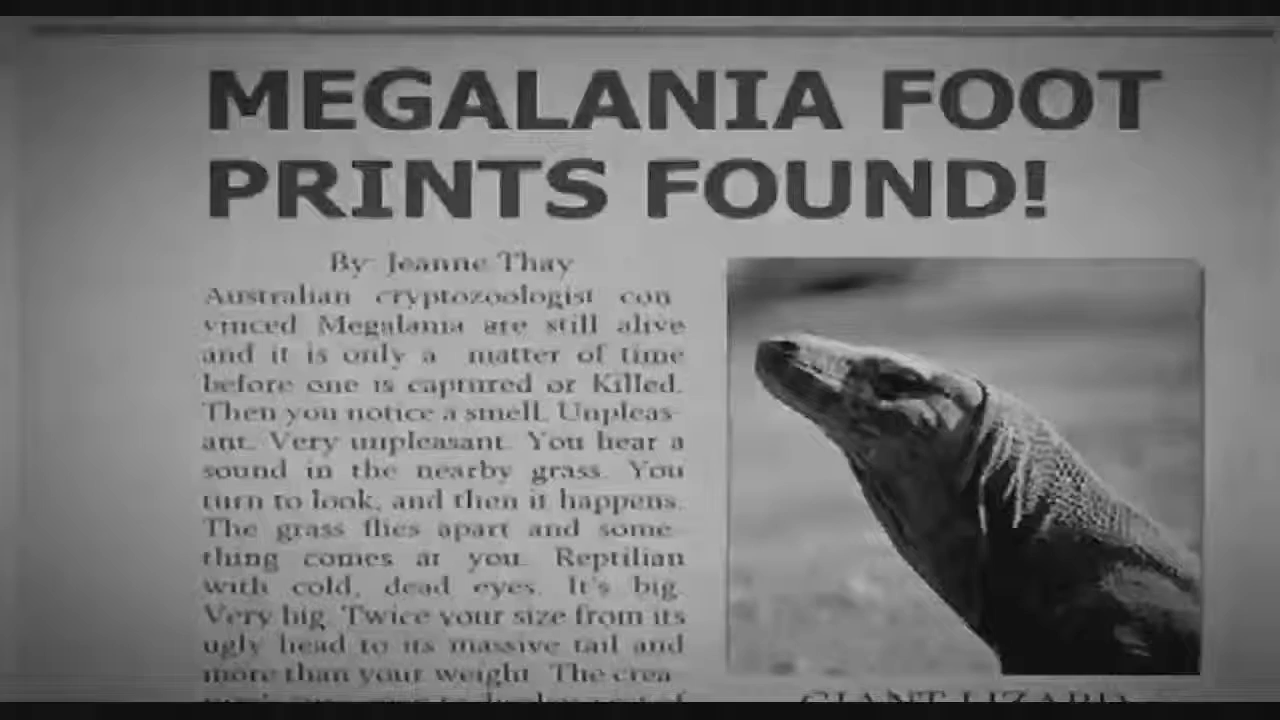 MEGALANIA FOOT
PRINTS FOUND!
By Jeanne Thay
Australian cryptozoologist con
vinced Megalania are still alive
and it is only a matter of time
before one is captured or Killed.
Then you notice a smell. Unpleas-
ant. Very unpleasant. You hear a
sound in the nearby grass. You
turn to look, and then it happens.
The grass flies apart and some-
thing comes at you. Reptilian
with cold, dead eyes. It's big.
Very big. Twice your size from its
ugly head to its massive tail and
more than your weight. The crea
GIANT LIZARD